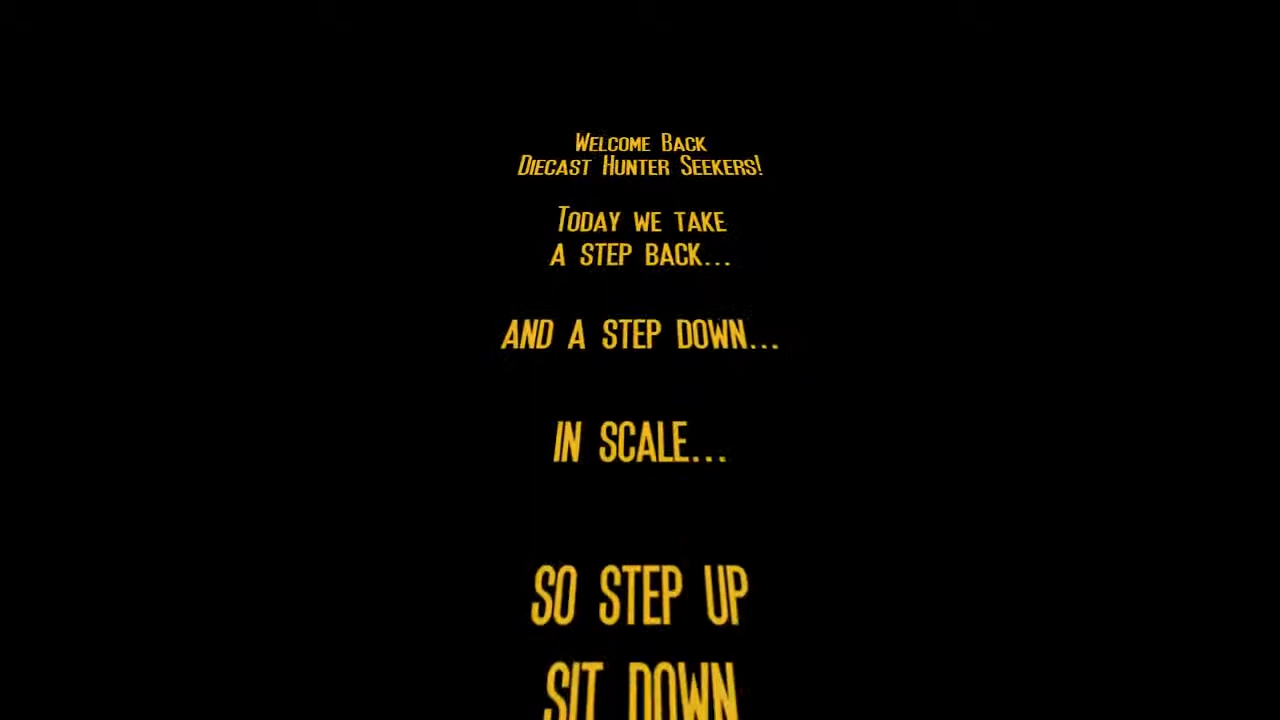 Welcome Back
Diecast Hunter Seekers!
Today we take
a step back...
and a step down...
in scale...
so step up
sit down